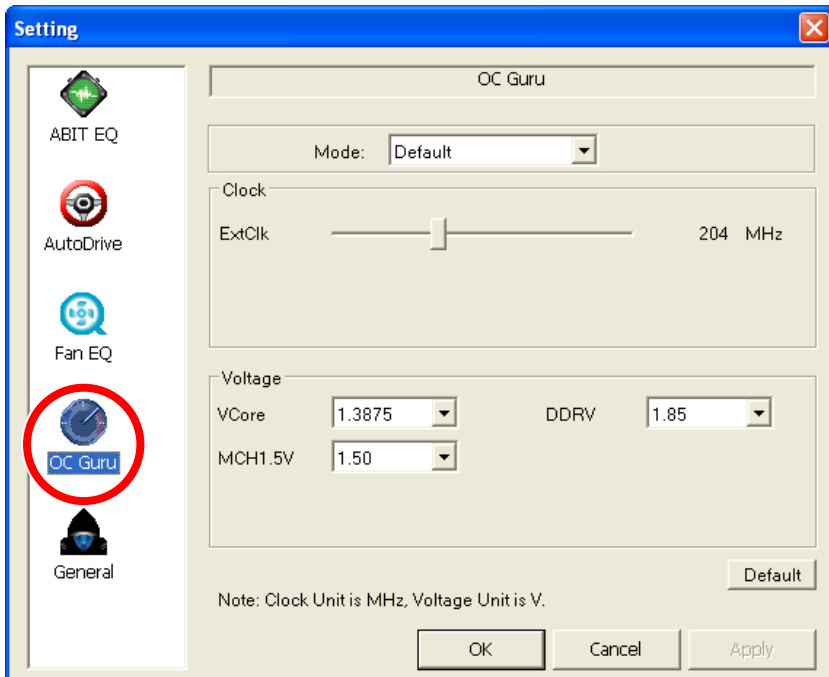 Setting
ABIT EQ
AutoDrive
Fan EQ
OC Guru
General
OC Guru
Mode: Default
Clock
ExtClk 204 MHz
Voltage
VCore 1.3875 DDRV 1.85
MCH1.5V 1.50
Default
Note: Clock Unit is MHz, Voltage Unit is V.
OK Cancel Apply